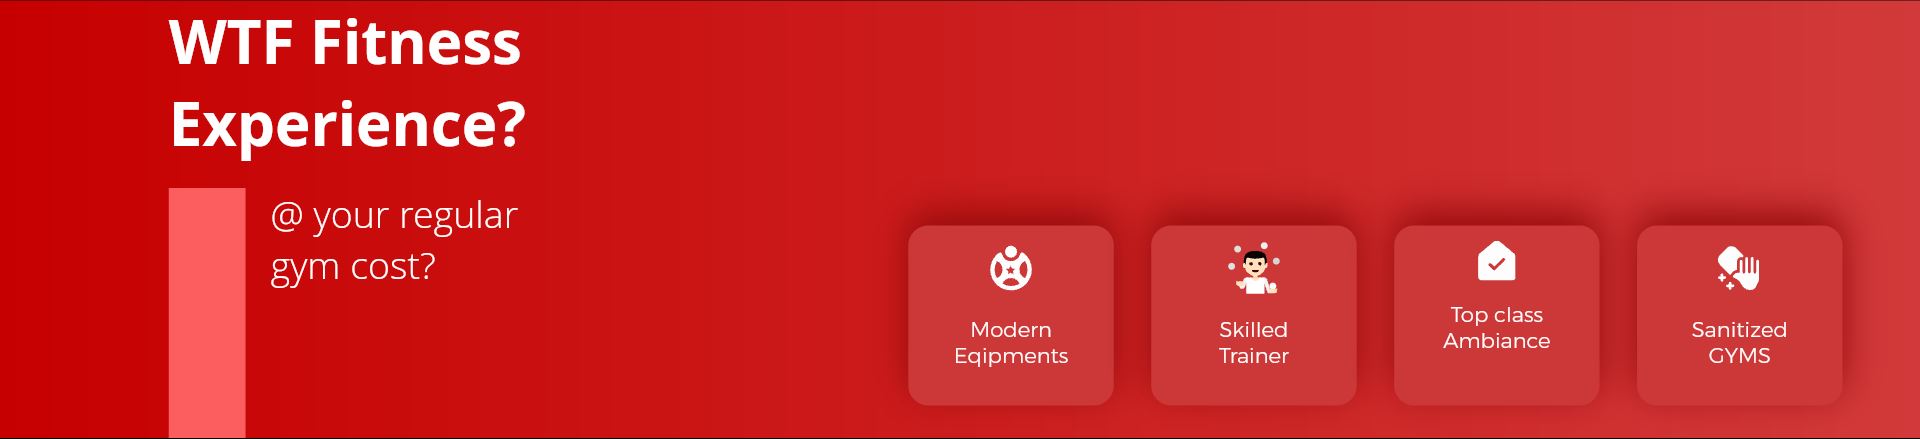 WTF Fitness
Experience?
@ your regular
gym cost?
Modern
Eqipments
Skilled
Trainer
Top class
Ambiance
Sanitized
GYMS